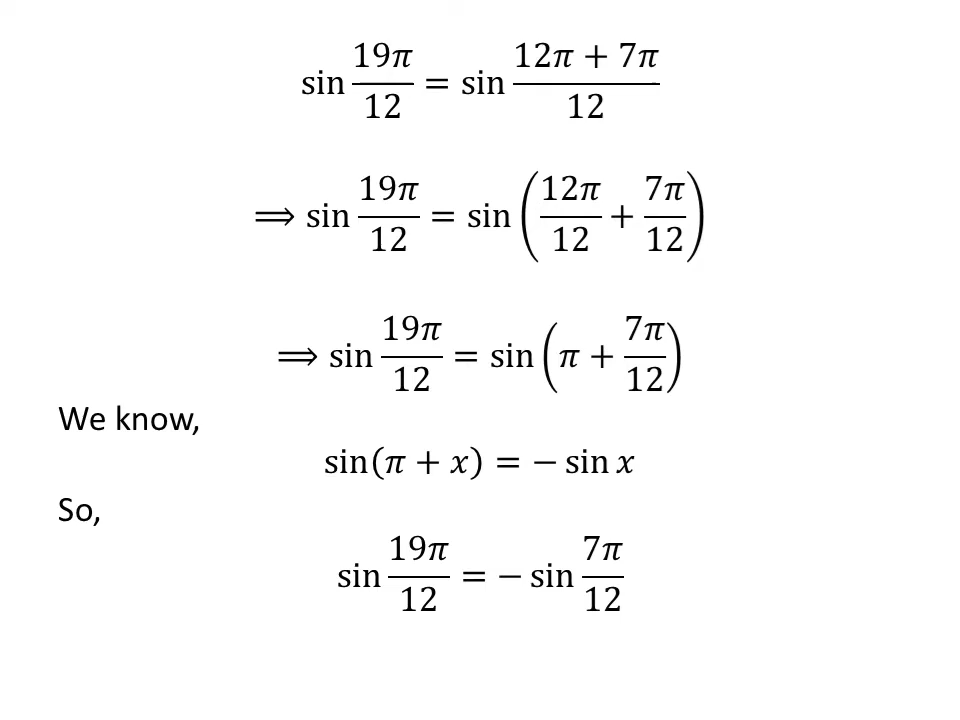 sin 19𝜋/12 = sin (12𝜋 + 7𝜋)/12
⟹ sin 19𝜋/12 = sin (12𝜋/12 + 7𝜋/12)
⟹ sin 19𝜋/12 = sin (𝜋 + 7𝜋/12)
We know,
sin(𝜋 + 𝑥) = − sin 𝑥
So,
sin 19𝜋/12 = − sin 7𝜋/12